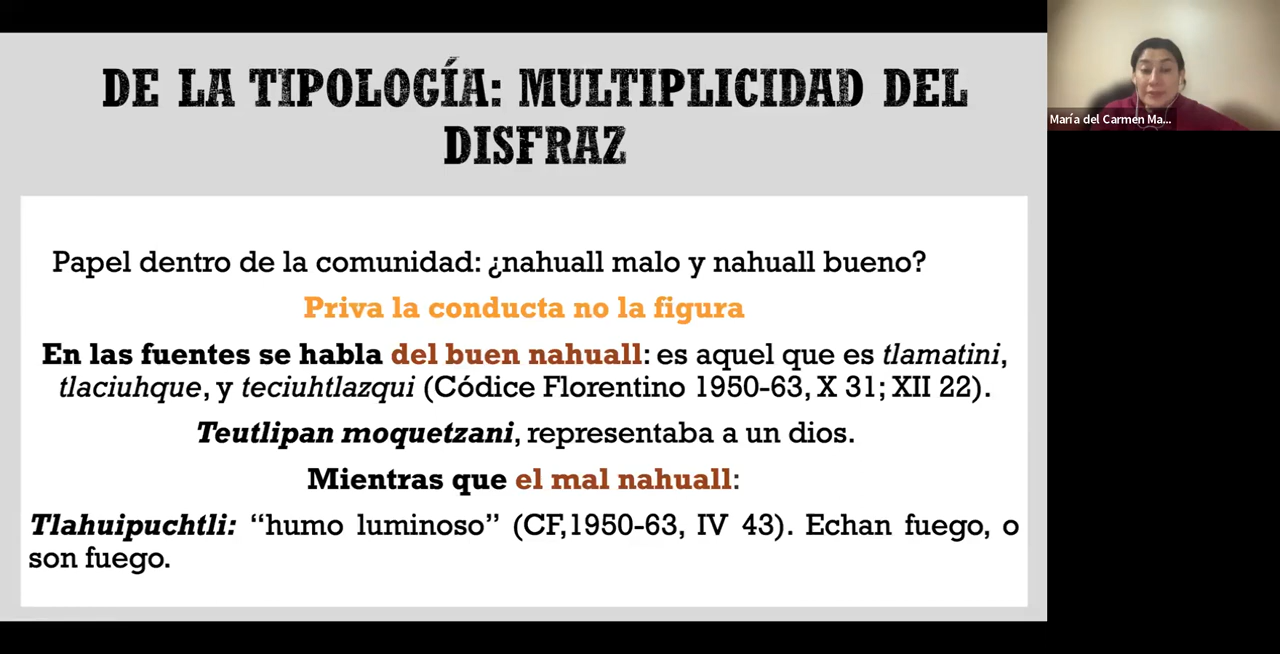 DE LA TIPOLOGÍA: MULTIPLICIDAD DEL
DISFRAZ
María del Carmen Ma...
Papel dentro de la comunidad: ¿nahuall malo y nahuall bueno?
Priva la conducta no la figura
En las fuentes se habla del buen nahuall: es aquel que es tlamatini,
tlaciuhque, y teciuhtlazqui (Códice Florentino 1950-63, X 31; XII 22).
Teutlipan moquetzani, representaba a un dios.
Mientras que el mal nahuall:
Tlahuipuchtli: “humo luminoso” (CF,1950-63, IV 43). Echan fuego, o
son fuego.